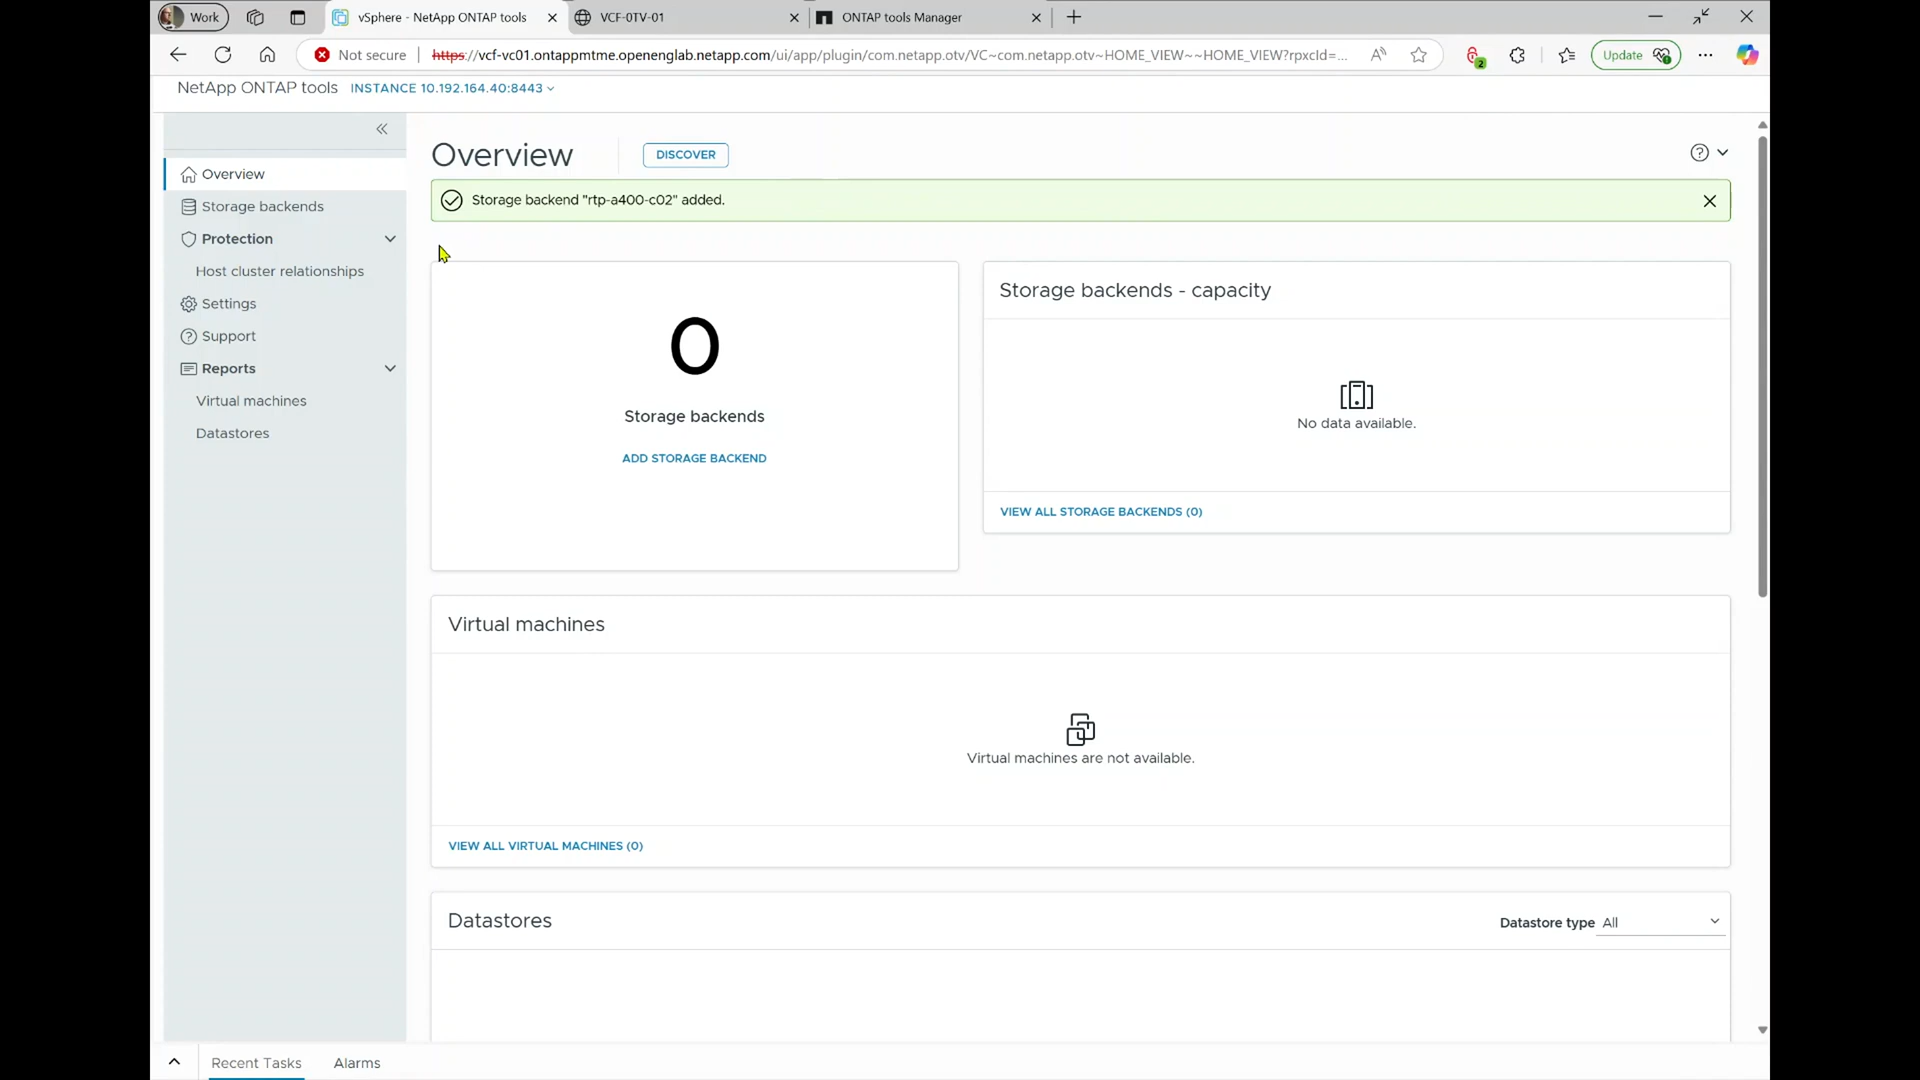 Work
vSphere - NetApp ONTAP tools
VCF-0TV-01
ONTAP tools Manager
Not secure
https://vcf-vc01.ontappmtme.openenglab.netapp.com/ui/app/plugin/com.netapp.otv/VC~com.netapp.otv~HOME_VIEW~~HOME_VIEW?rpxcId=...
A))
2
Update
NetApp ONTAP tools
INSTANCE 10.192.164.40:8443
Overview
DISCOVER
Overview
Storage backend "rtp-a400-c02" added.
Storage backends
Protection
Host cluster relationships
Settings
Support
Reports
Virtual machines
Datastores
0
Storage backends
ADD STORAGE BACKEND
Storage backends - capacity
No data available.
VIEW ALL STORAGE BACKENDS (0)
Virtual machines
Virtual machines are not available.
VIEW ALL VIRTUAL MACHINES (0)
Datastores
Datastore type All
Recent Tasks
Alarms